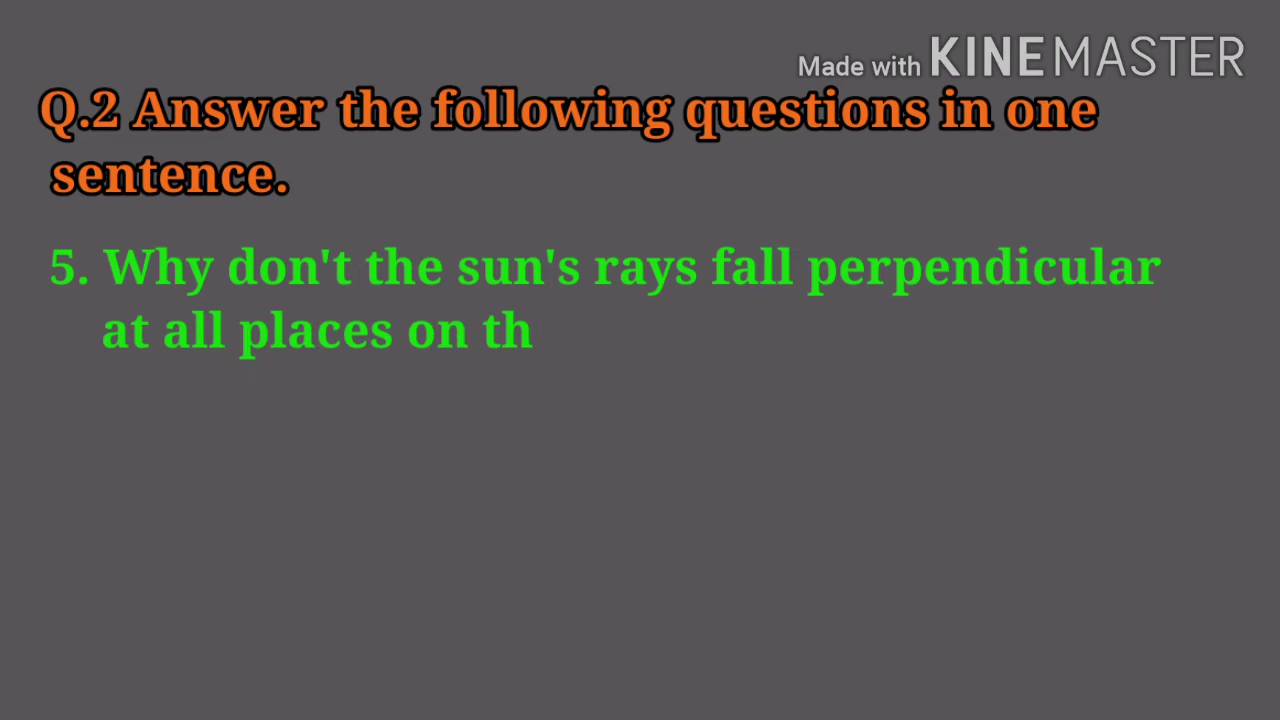 Made with KINEMASTER
Q.2 Answer the following questions in one
sentence.
5. Why don't the sun's rays fall perpendicular
at all places on th